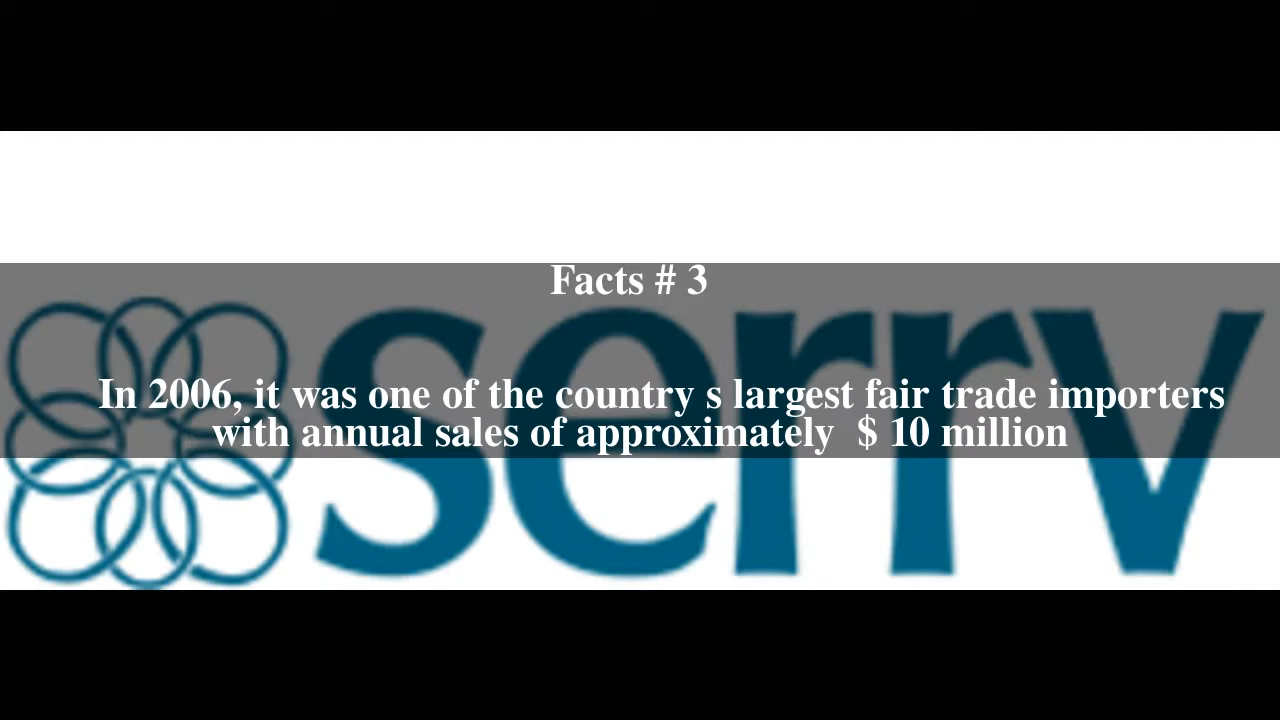 Facts # 3
serrv
In 2006, it was one of the country s largest fair trade importers
with annual sales of approximately  $ 10 million